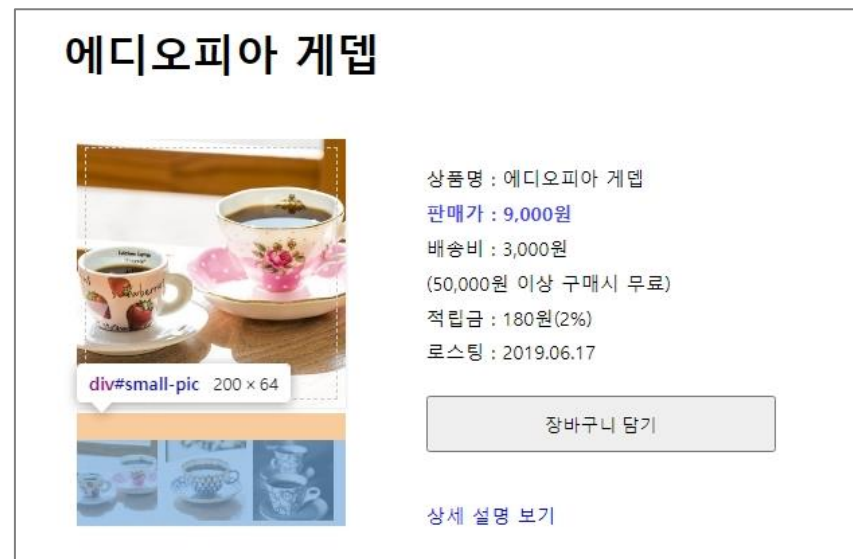 에디오피아 게뎁
상품명 : 에디오피아 게뎁
판매가 : 9,000원
배송비 : 3,000원
(50,000원 이상 구매시 무료)
적립금 : 180원(2%)
로스팅 : 2019.06.17
div#small-pic 200 × 64
장바구니 담기
상세 설명 보기